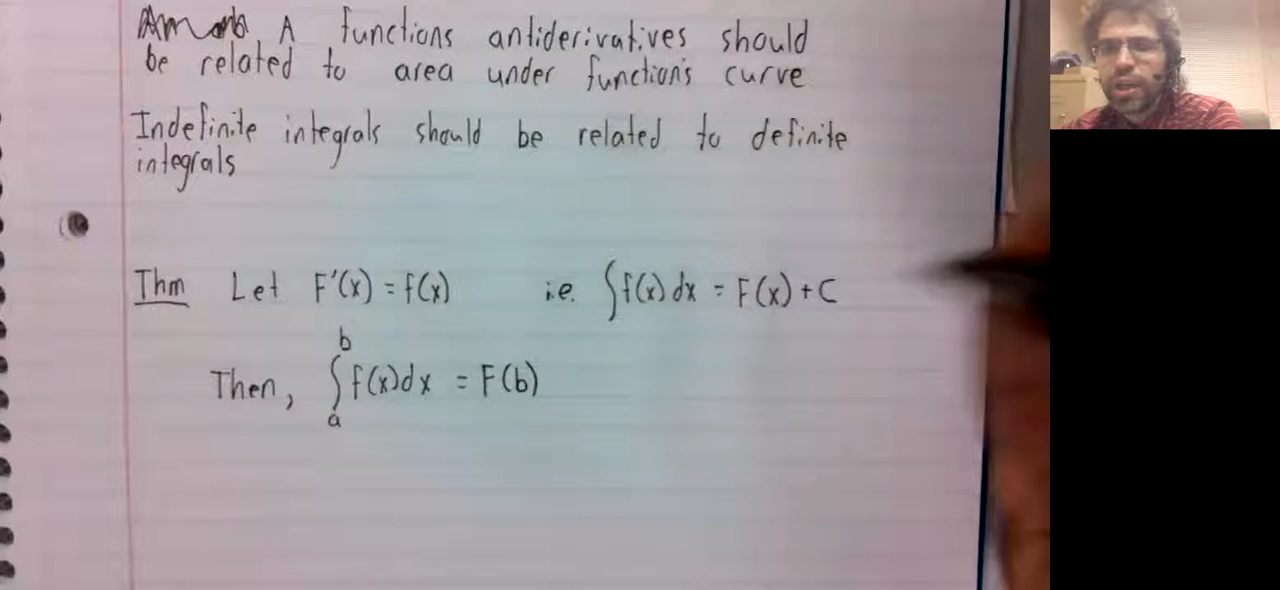 A functions antiderivatives should
be related to area under function's curve
Indefinite integrals should be related to definite
integrals
Thm Let F'(x) = f(x) i.e. ∫f(x)dx = F(x) + C
b
Then, ∫f(x)dx = F(b)
a